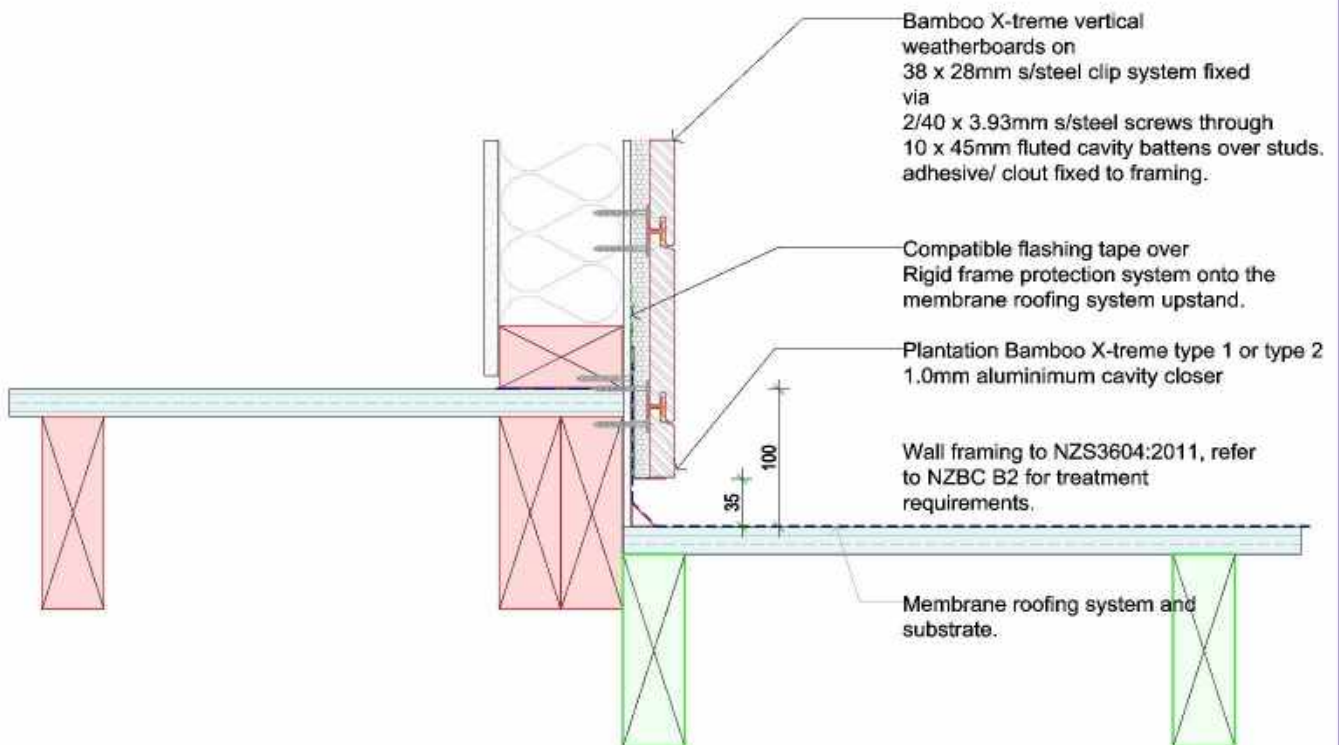 Bamboo X-treme vertical
weatherboards on
38 x 28mm s/steel clip system fixed
via
2/40 x 3.93mm s/steel screws through
10 x 45mm fluted cavity battens over studs.
adhesive/ clout fixed to framing.
Compatible flashing tape over
Rigid frame protection system onto the
membrane roofing system upstand.
Plantation Bamboo X-treme type 1 or type 2
1.0mm aluminimum cavity closer
100
35
Wall framing to NZS3604:2011, refer
to NZBC B2 for treatment
requirements.
Membrane roofing system and
substrate.